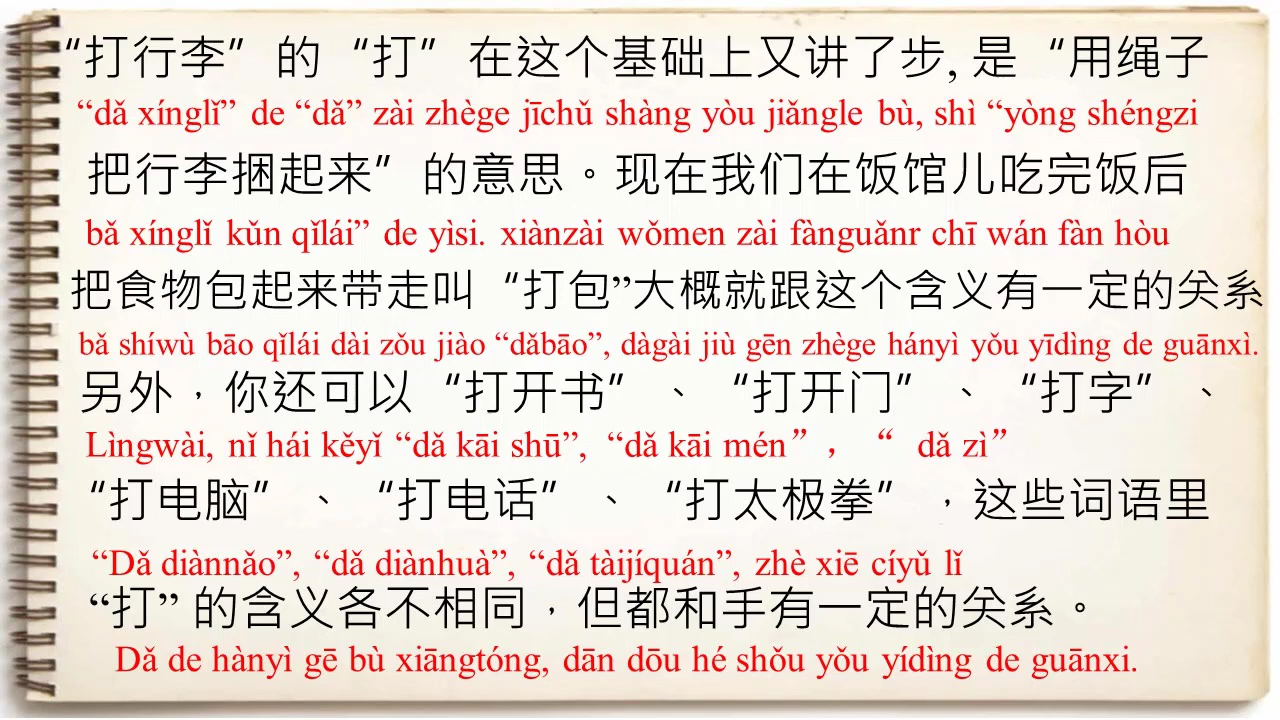 “打行李” 的 “打” 在这个基础上又讲了步, 是 “用绳子
“dǎ xínglǐ” de “dǎ” zài zhège jīchǔ shàng yòu jiǎngle bù, shì “yòng shéngzi
把行李捆起来” 的意思。现在我们在饭馆儿吃完饭后
bǎ xínglǐ kǔn qǐlái” de yìsi. xiànzài wǒmen zài fànguǎnr chī wán fàn hòu
把食物包起来带走叫 “打包”大概就跟这个含义有一定的关系
bǎ shíwù bāo qǐlái dài zǒu jiào “dǎbāo”, dàgài jiù gēn zhège hányì yǒu yīdìng de guānxì.
另外，你还可以 “打开书” 、 “打开门” 、 “打字” 、
Lìngwài, nǐ hái kěyǐ “dǎ kāi shū”, “dǎ kāi mén”，“ dǎ zì”
“打电脑” 、 “打电话” 、 “打太极拳” ，这些词语里
“Dǎ diànnǎo”, “dǎ diànhuà”, “dǎ tàijíquán”, zhè xiē cíyǔ lǐ
“打” 的含义各不相同，但都和手有一定的关系。
Dǎ de hànyì gē bù xiāngtóng, dān dōu hé shǒu yǒu yídìng de guānxi.